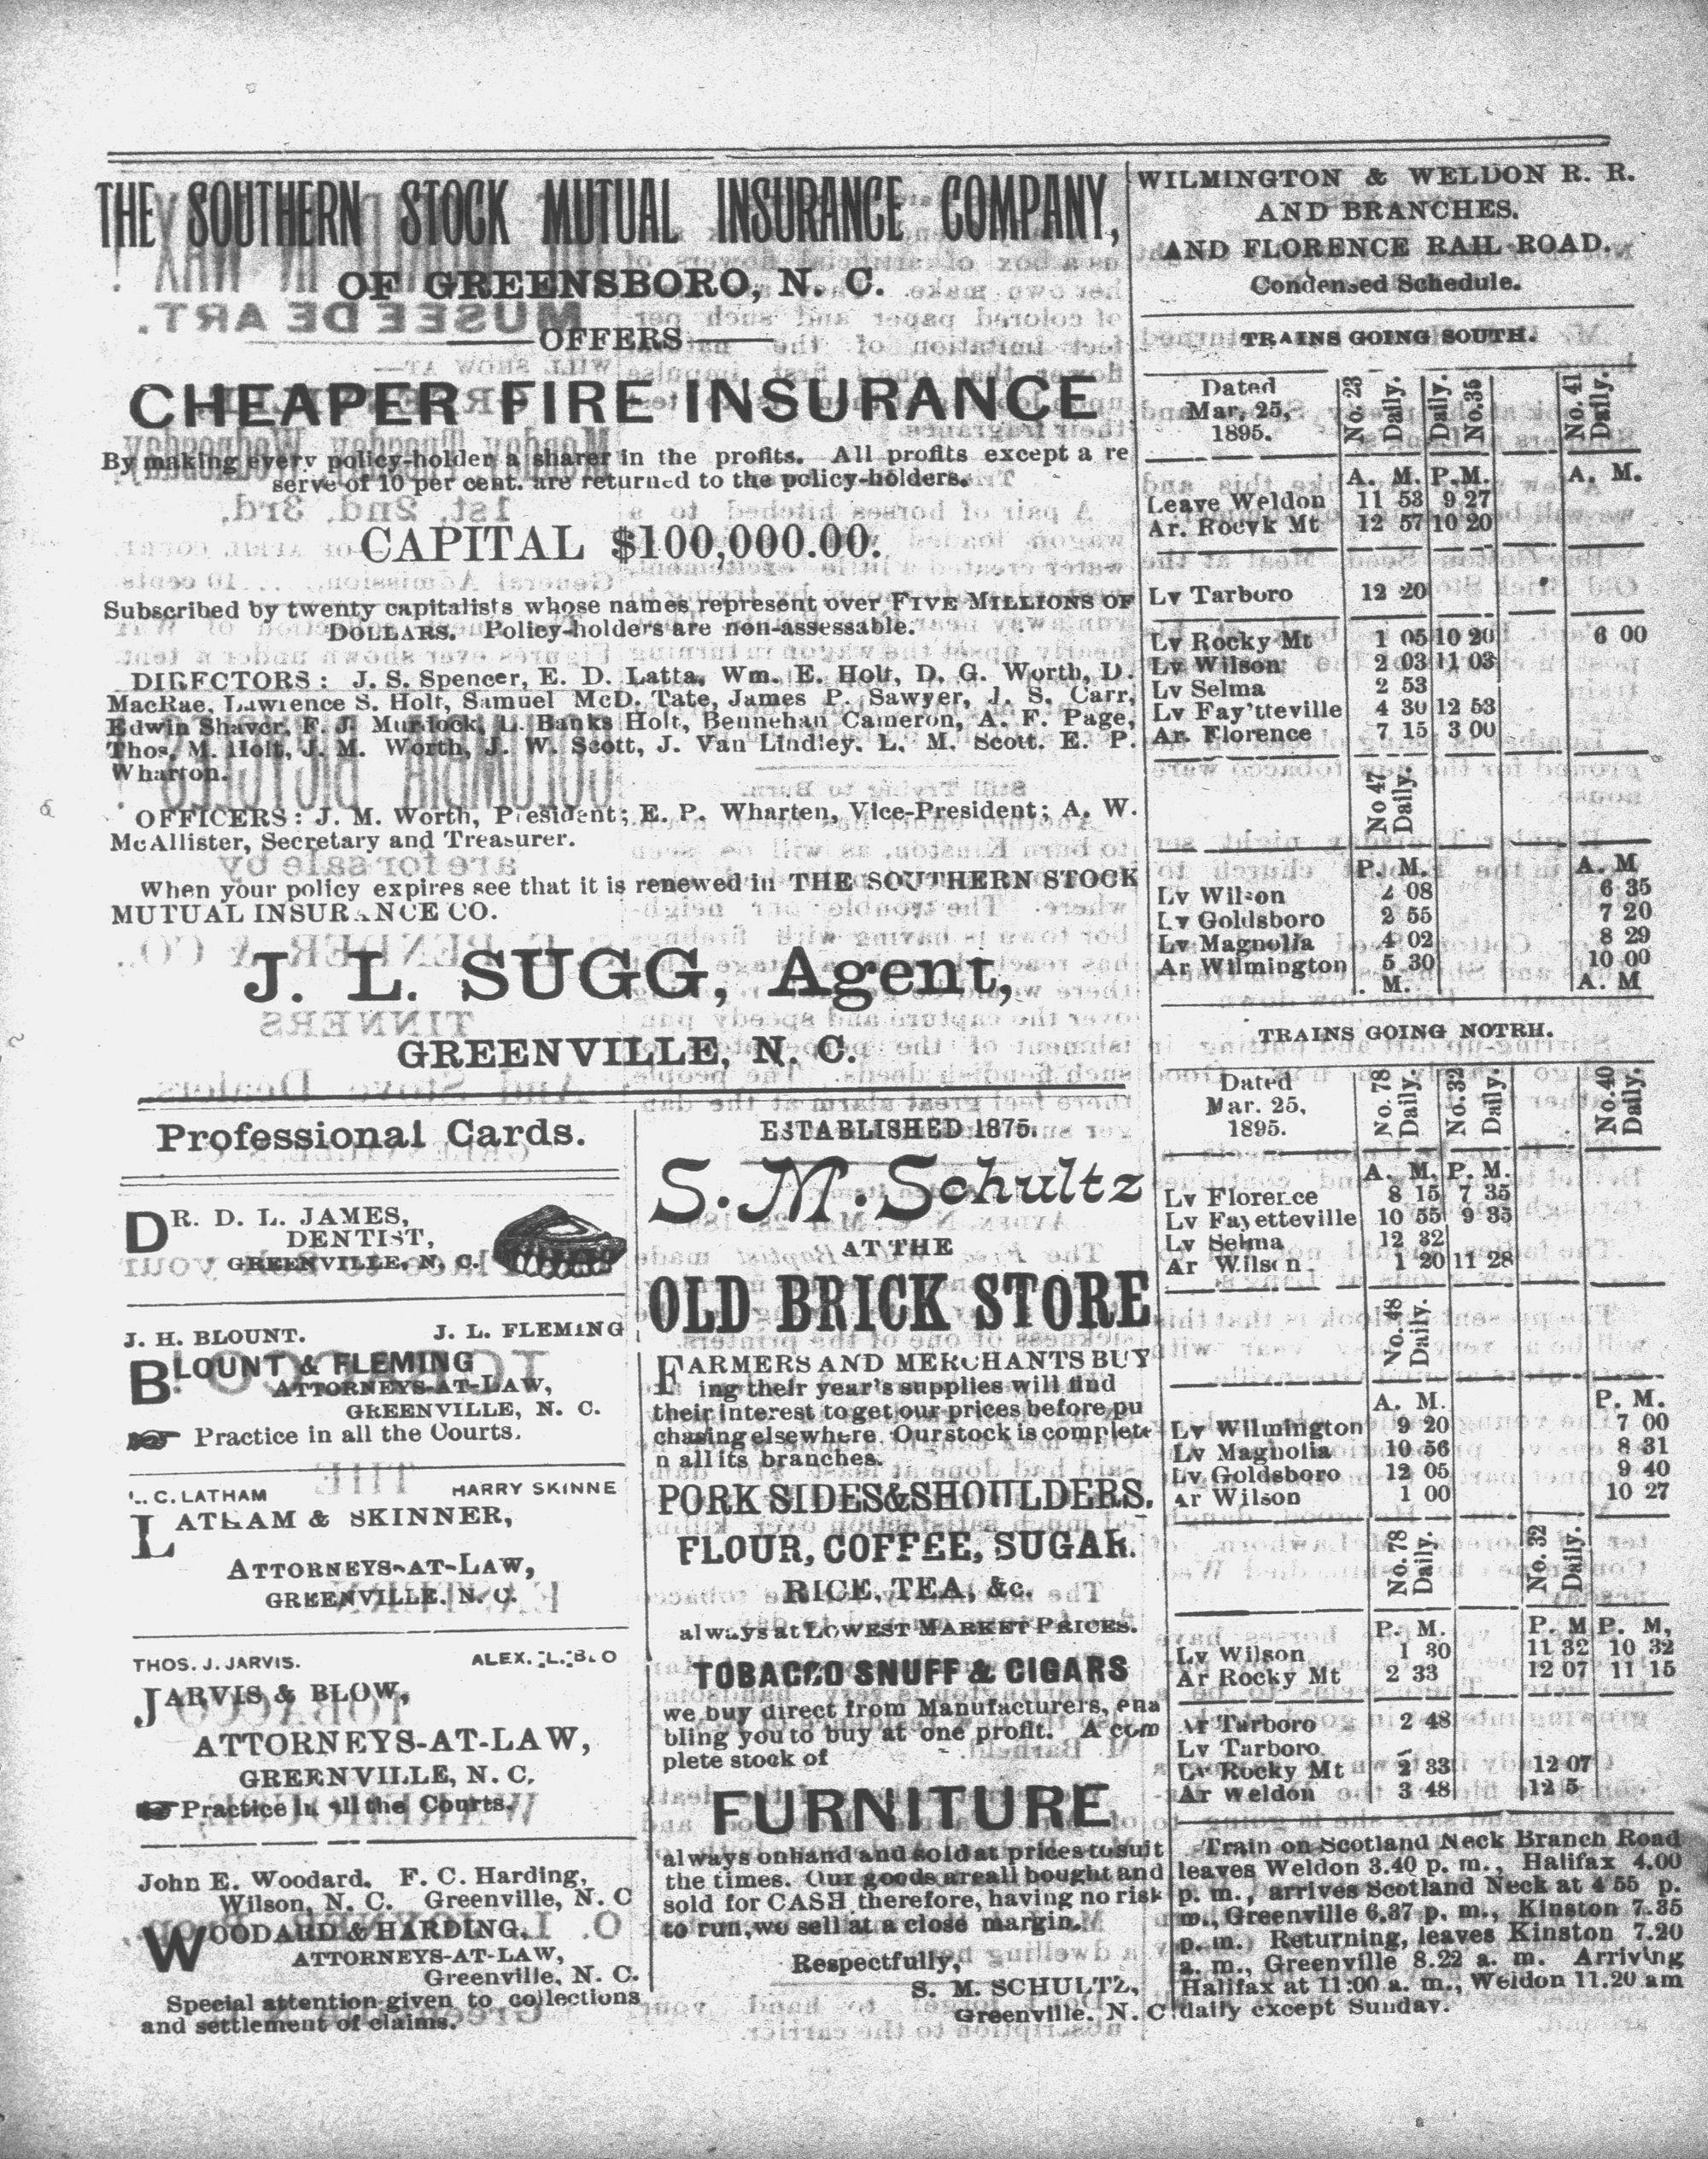 THE SOUTHERN STOCK MUTUAL INSURANCE COMPANY,
OF GREENSBORO, N. C.
OFFERS
CHEAPER FIRE INSURANCE
By making every policy-holder a sharer in the profits. All profits except a re
serve of 10 per cent. are returned to the policy-holders.
CAPITAL $100,000.00.
Subscribed by twenty capitalists whose names represent over FIVE MILLIONS OF
DOLLARS. Policy-holders are non-assessable.
DIRFCTORS: J. S. Spencer, E. D. Latta, Wm. E. Holt, D. G. Worth, D.
MacRae, Lawrence S. Holt, Samuel McD. Tate, James P. Sawyer, J. S. Carr,
Edwin Shaver, F. J. Murdock, L. Banks Holt, Bennehan Cameron, A. F. Page,
Thos. M. Holt, J. M. Worth, J. W. Scott, J. Van Lindley, L. M. Scott. E. P.
Wharton.
OFFICERS: J. M. Worth, President; E. P. Wharten, Vice-President; A. W.
McAllister, Secretary and Treasurer.
When your policy expires see that it is renewed in THE SOUTHERN STOCK
MUTUAL INSURANCE CO.
J. L. SUGG, Agent,
GREENVILLE, N. C.
Professional Cards.
DR. D. L. JAMES,
DENTIST,
GREENVILLE, N. C.
J. H. BLOUNT. J. L. FLEMING
BLOUNT & FLEMING
ATTORNEYS-AT-LAW,
GREENVILLE, N. C.
Practice in all the Courts.
C. LATHAM HARRY SKINNE
LATHAM & SKINNER,
ATTORNEYS-AT-LAW,
GREENVILLE, N. C.
THOS. J. JARVIS. ALEX. L. BLO
JARVIS & BLOW,
ATTORNEYS-AT-LAW,
GREENVILLE, N. C,
Practice in all the Courts.
John E. Woodard, F. C. Harding,
Wilson, N. C. Greenville, N. C
WOODARD & HARDING,
ATTORNEYS-AT-LAW,
Greenville, N. C.
Special attention given to collections
and settlement of claims.
ESTABLISHED 1875.
S. M. Schultz
AT THE
OLD BRICK STORE
FARMERS AND MERCHANTS BUY
ing their year's supplies will find
their interest to get our prices before pu
chasing elsewhere. Our stock is complete
n all its branches.
PORK SIDES&SHOULDERS.
FLOUR, COFFEE, SUGAR.
RICE, TEA, &c.
always at LOWEST MARKET PRICES.
TOBACCO SNUFF & CIGARS
we buy direct from Manufacturers, ena
bling you to buy at one profit. A com
plete stock of
FURNITURE
always on hand and sold at prices to suit
the times. Our goods are all bought and
sold for CASH therefore, having no risk
to run, we sell at a close margin.
Respectfully,
S. M. SCHULTZ,
Greenville. N. C
WILMINGTON & WELDON R. R.
AND BRANCHES.
AND FLORENCE RAIL ROAD.
Condensed Schedule.
TRAINS GOING SOUTH.
Dated Mar. 25, 1895. No. 23 Daily. Daily. No.35 No. 41 Daily.
A. M. P.M. A. M.
Leave Weldon 11 53 9 27
Ar. Rocvk Mt 12 57 10 20
Lv Tarboro 12 20
Lv Rocky Mt 1 05 10 20 6 00
Lv Wilson 2 03 11 03
Lv Selma 2 53
Lv Fay'tteville 4 30 12 53
Ar. Florence 7 15 3 00
No 47 Daily.
P. M. A. M
Lv Wilson 2 08 6 35
Lv Goldsboro 2 55 7 20
Lv Magnolia 4 02 8 29
Ar Wilmington 5 30 10 00
. M. A. M
TRAINS GOING NOTRH.
Dated Mar. 25, 1895. No. 78 Daily. No. 32 Daily. No. 40 Daily.
A. M. P. M.
Lv Florence 8 15 7 35
Lv Fayetteville 10 55 9 35
Lv Selma 12 32
Ar Wilson 1 20 11 28
No. 48 Daily.
A. M. P. M.
Lv Wilmington 9 20 7 00
Lv Magnolia 10 56 8 31
Lv Goldsboro 12 05 9 40
Ar Wilson 1 00 10 27
No. 78 Daily. No. 32 Daily.
P. M. P. M P. M,
Lv Wilson 1 30 11 32 10 32
Ar Rocky Mt 2 33 12 07 11 15
Ar Tarboro 2 48
Lv Tarboro
Lv Rocky Mt 2 33 12 07
Ar Weldon 3 48 12 5
Train on Scotland Neck Branch Road
leaves Weldon 3.40 p. m., Halifax 4.00
p. m., arrives Scotland Neck at 4 55 p.
m., Greenville 6.37 p. m., Kinston 7.35
p. m. Returning, leaves Kinston 7.20
a. m., Greenville 8.22 a. m. Arriving
Halifax at 11:00 a. m., Weldon 11.20 am
daily except Sunday.